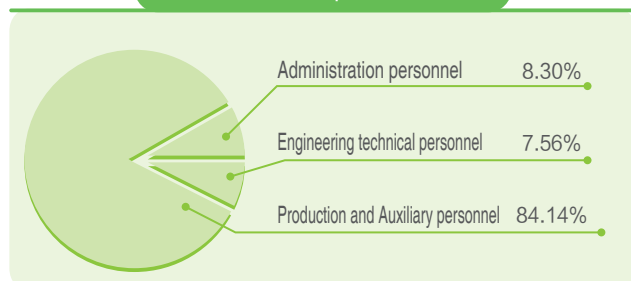 Administration personnel 8.30%
Engineering technical personnel 7.56%
Production and Auxiliary personnel 84.14%